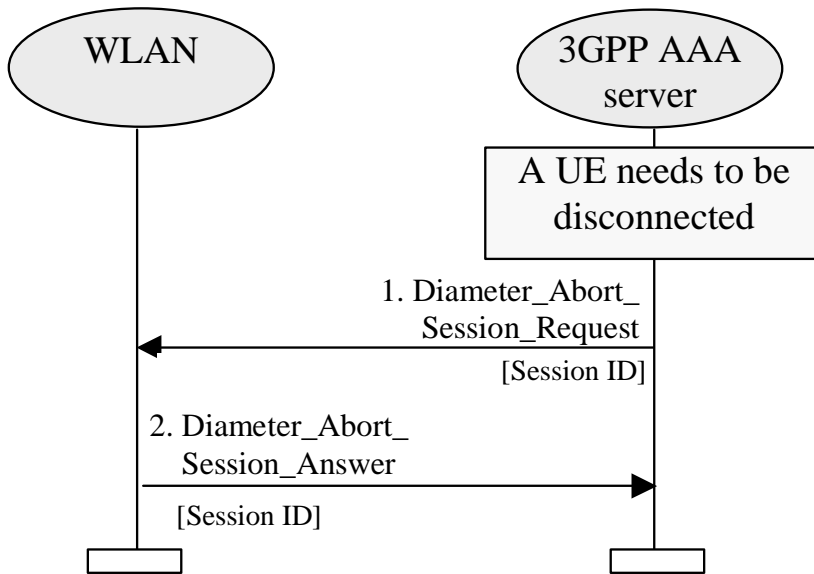 WLAN
3GPP AAA
server
A UE needs to be
disconnected
1. Diameter_Abort_
Session_Request
[Session ID]
2. Diameter_Abort_
Session_Answer
[Session ID]